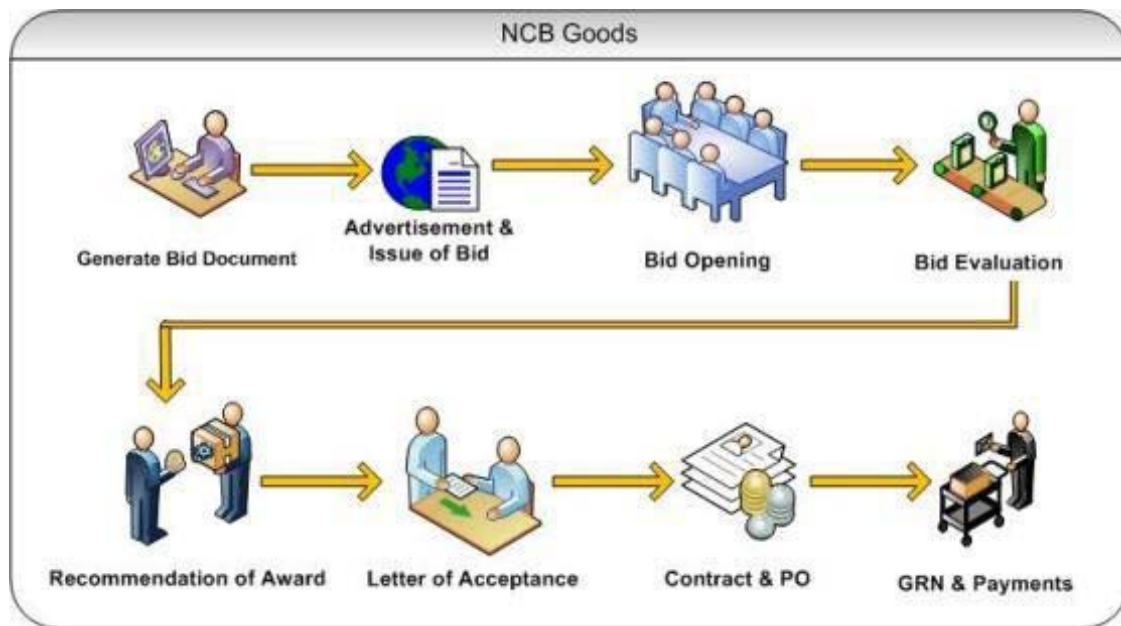 NCB Goods
Generate Bid Document
Advertisement &
Issue of Bid
Bid Opening
Bid Evaluation
Recommendation of Award
Letter of Acceptance
Contract & PO
GRN & Payments